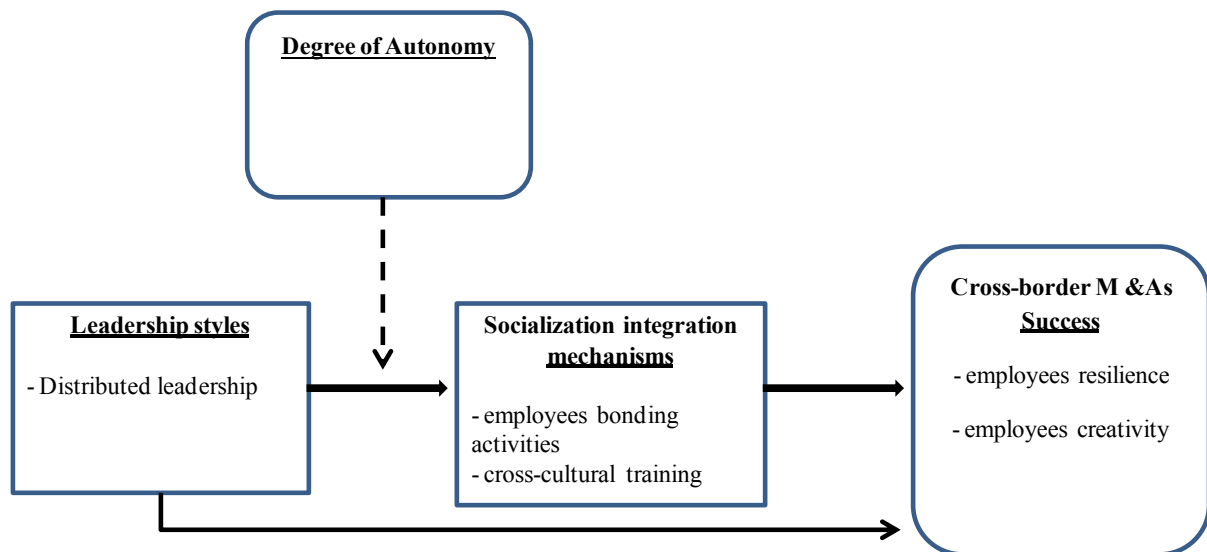 Degree of Autonomy
Leadership styles
- Distributed leadership
Socialization integration
mechanisms
- employees bonding
activities
- cross-cultural training
Cross-border M &As
Success
- employees resilience
- employees creativity